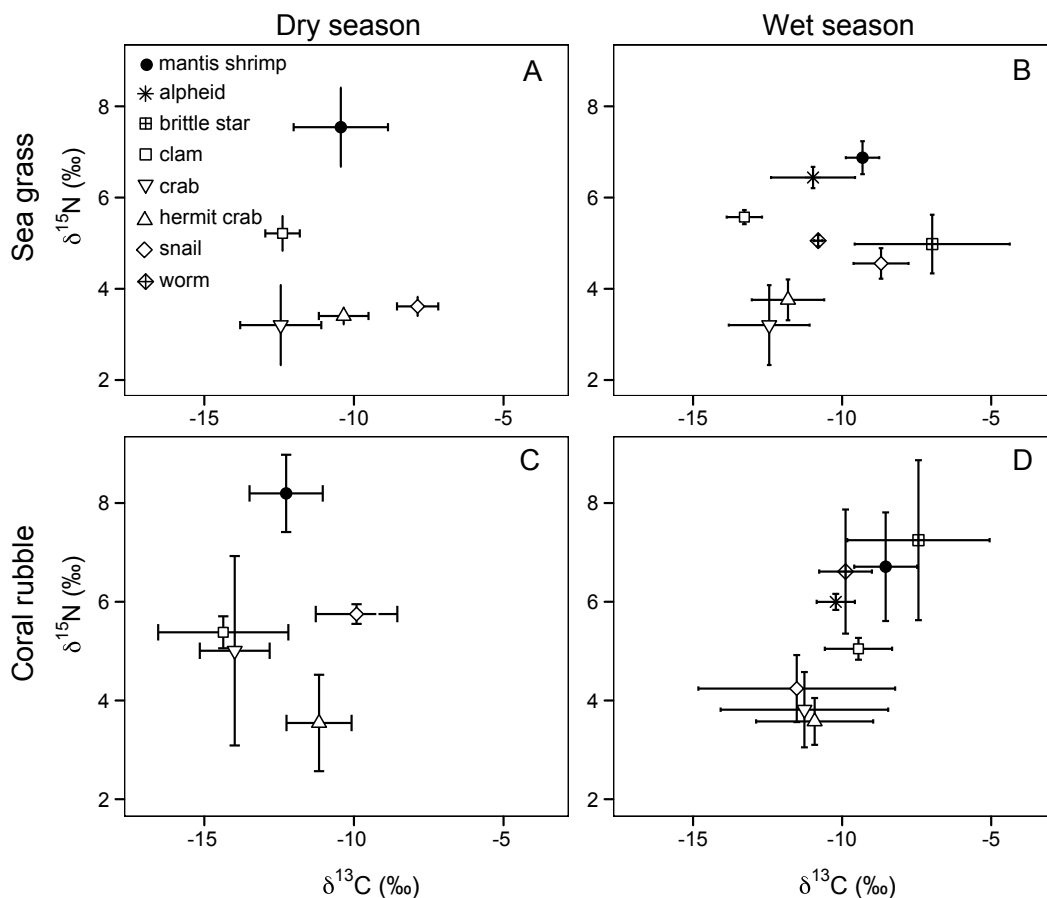 Dry season
Wet season
Sea grass
Coral rubble
A
mantis shrimp
alpheid
brittle star
clam
crab
hermit crab
snail
worm
δ¹⁵N (‰)
8
6
4
2
-15 -10 -5
B
8
6
4
2
-15 -10 -5
C
δ¹⁵N (‰)
8
6
4
2
-15 -10 -5
δ¹³C (‰)
D
8
6
4
2
-15 -10 -5
δ¹³C (‰)